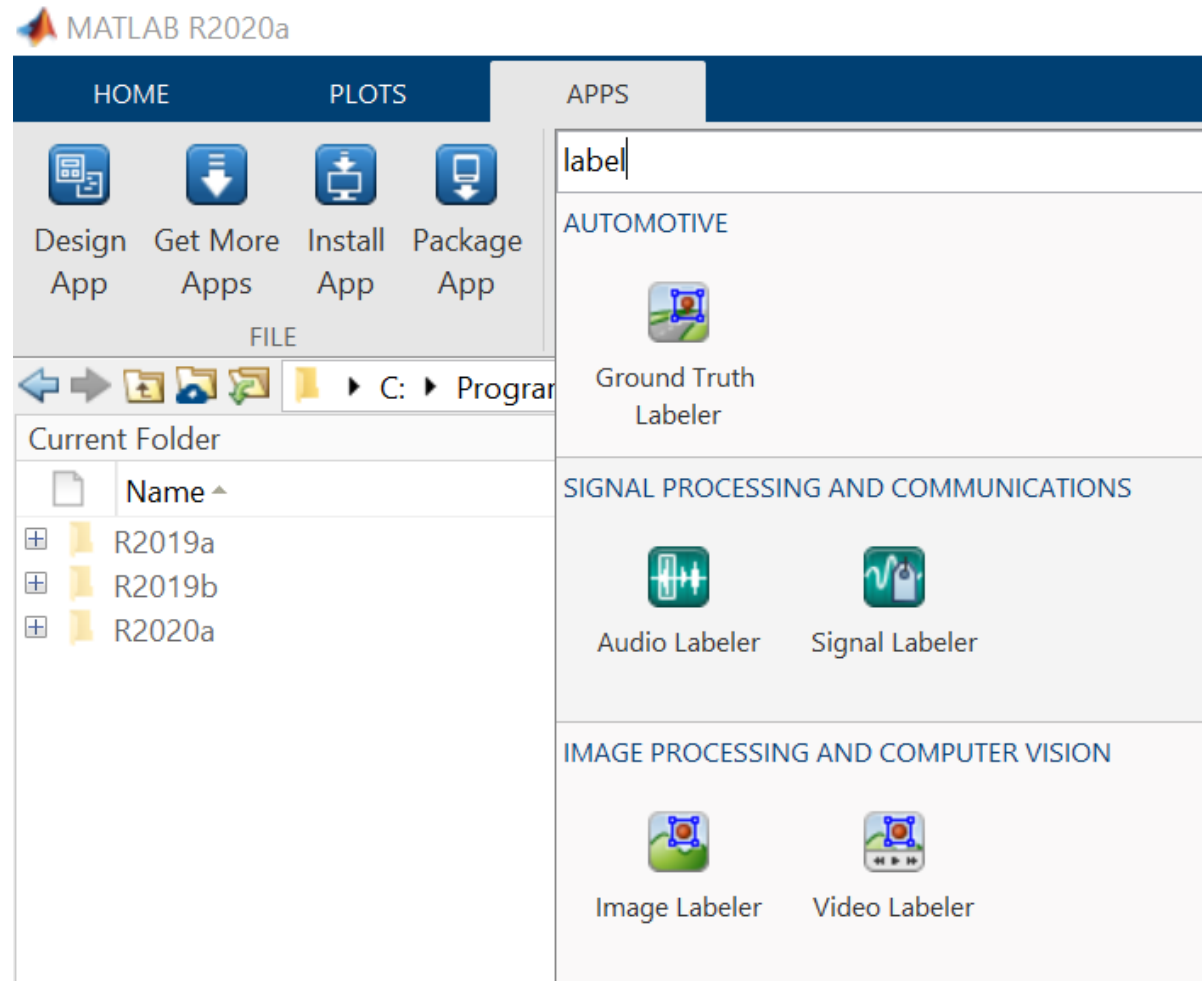 MATLAB R2020a
HOME PLOTS APPS
label
Design App
Get More Apps
Install App
Package App
FILE
C: Program
Current Folder
Name
R2019a
R2019b
R2020a
AUTOMOTIVE
Ground Truth
Labeler
SIGNAL PROCESSING AND COMMUNICATIONS
Audio Labeler Signal Labeler
IMAGE PROCESSING AND COMPUTER VISION
Image Labeler Video Labeler